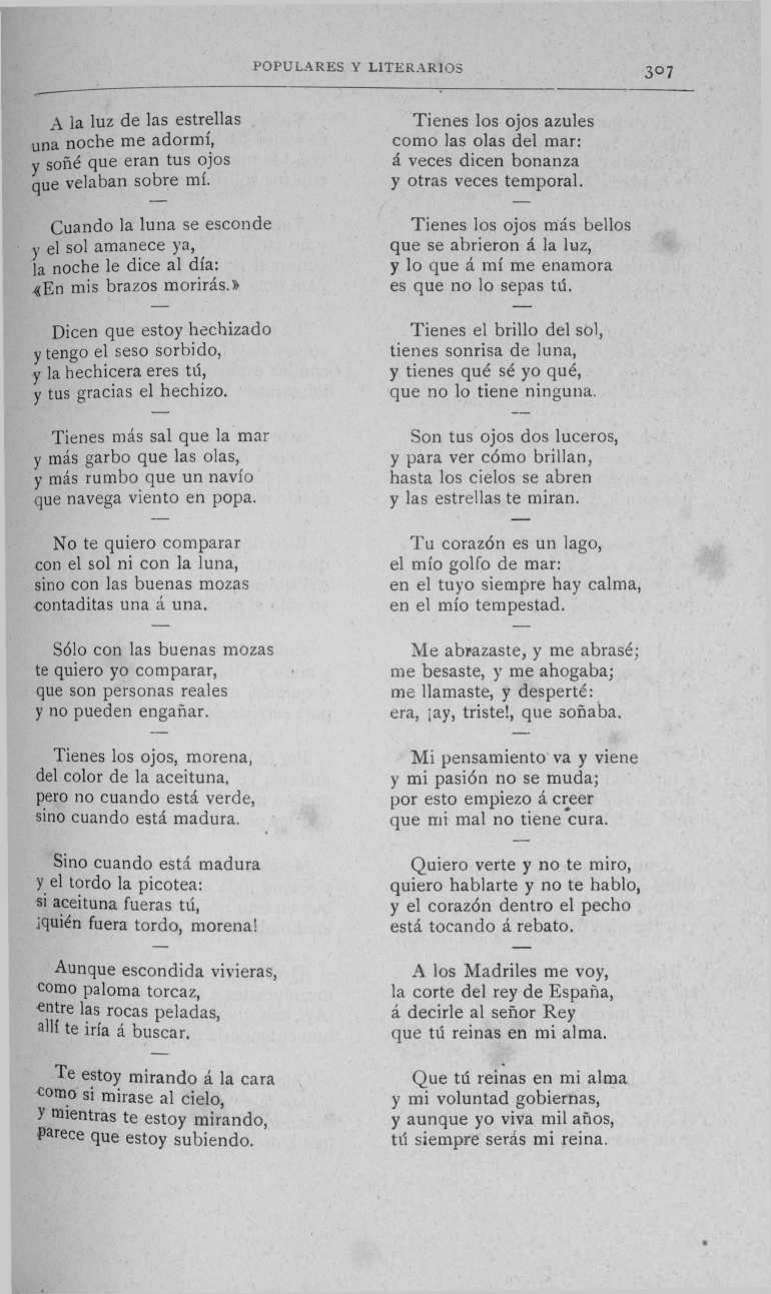 POPULARES Y LITERARIOS
307
A la luz de las estrellas
una noche me adormí,
y soñé que eran tus ojos
que velaban sobre mí.
—
Cuando la luna se esconde
y el sol amanece ya,
la noche le dice al día:
«En mis brazos morirás.»
—
Dicen que estoy hechizado
y tengo el seso sorbido,
y la hechicera eres tú,
y tus gracias el hechizo.
—
Tienes más sal que la mar
y más garbo que las olas,
y más rumbo que un navío
que navega viento en popa.
—
No te quiero comparar
con el sol ni con la luna,
sino con las buenas mozas
contaditas una á una.
—
Sólo con las buenas mozas
te quiero yo comparar,
que son personas reales
y no pueden engañar.
—
Tienes los ojos, morena,
del color de la aceituna,
pero no cuando está verde,
sino cuando está madura.
—
Sino cuando está madura
y el tordo la picotea:
si aceituna fueras tú,
¡quién fuera tordo, morena!
—
Aunque escondida vivieras,
como paloma torcaz,
entre las rocas peladas,
allí te iría á buscar.
—
Te estoy mirando á la cara
como si mirase al cielo,
y mientras te estoy mirando,
parece que estoy subiendo.
Tienes los ojos azules
como las olas del mar:
á veces dicen bonanza
y otras veces temporal.
—
Tienes los ojos más bellos
que se abrieron á la luz,
y lo que á mí me enamora
es que no lo sepas tú.
—
Tienes el brillo del sol,
tienes sonrisa de luna,
y tienes qué sé yo qué,
que no lo tiene ninguna.
—
Son tus ojos dos luceros,
y para ver cómo brillan,
hasta los cielos se abren
y las estrellas te miran.
—
Tu corazón es un lago,
el mío golfo de mar:
en el tuyo siempre hay calma,
en el mío tempestad.
—
Me abrazaste, y me abrasé;
me besaste, y me ahogaba;
me llamaste, y desperté:
era, ¡ay, triste!, que soñaba.
—
Mi pensamiento va y viene
y mi pasión no se muda;
por esto empiezo á creer
que mi mal no tiene cura.
—
Quiero verte y no te miro,
quiero hablarte y no te hablo,
y el corazón dentro el pecho
está tocando á rebato.
—
A los Madriles me voy,
la corte del rey de España,
á decirle al señor Rey
que tú reinas en mi alma.
Que tú reinas en mi alma
y mi voluntad gobiernas,
y aunque yo viva mil años,
tú siempre serás mi reina.